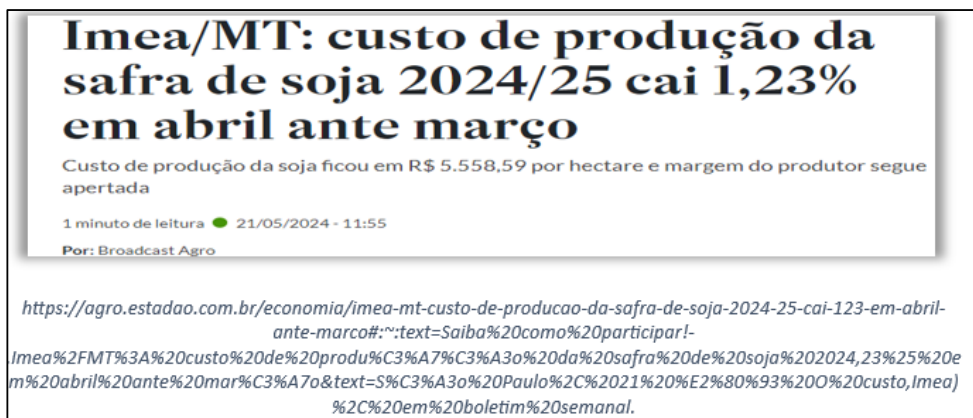 Imea/MT: custo de produção da
safra de soja 2024/25 cai 1,23%
em abril ante março
Custo de produção da soja ficou em R$ 5.558,59 por hectare e margem do produtor segue
apertada
1 minuto de leitura 21/05/2024 - 11:55
Por: Broadcast Agro
https://agro.estadao.com.br/economia/imea-mt-custo-de-producao-da-safra-de-soja-2024-25-cai-123-em-abril-
ante-marco#:~:text=Saiba%20como%20participar!-
,Imea%2FMT%3A%20custo%20de%20produ%C3%A7%C3%A3o%20da%20safra%20de%20soja%202024,23%25%20e
m%20abril%20ante%20mar%C3%A7o&text=S%C3%A3o%20Paulo%2C%2021%20%E2%80%93%20O%20custo,Imea)
%2C%20em%20boletim%20semanal.